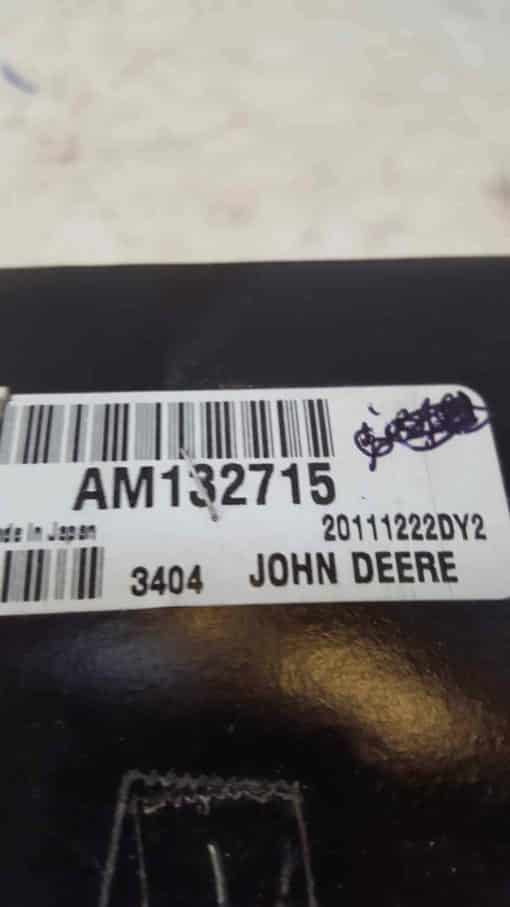 AM132715
de In Japan
20111222DY2
3404 JOHN DEERE